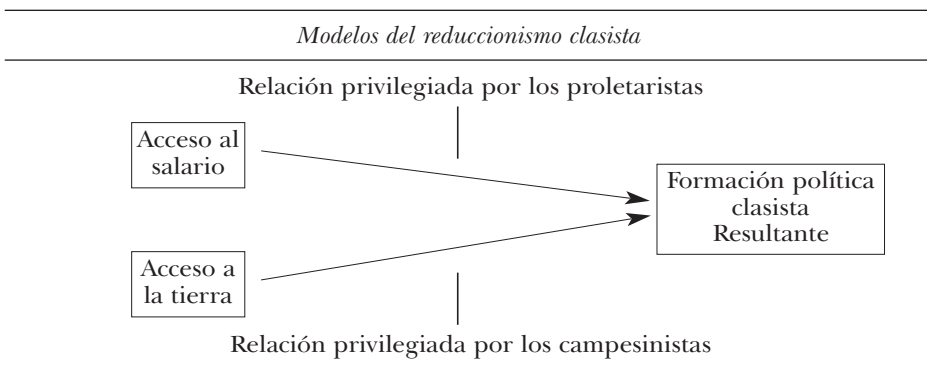 Modelos del reduccionismo clasista
Relación privilegiada por los proletaristas
Acceso al
salario
Formación política
clasista
Resultante
Acceso a
la tierra
Relación privilegiada por los campesinistas